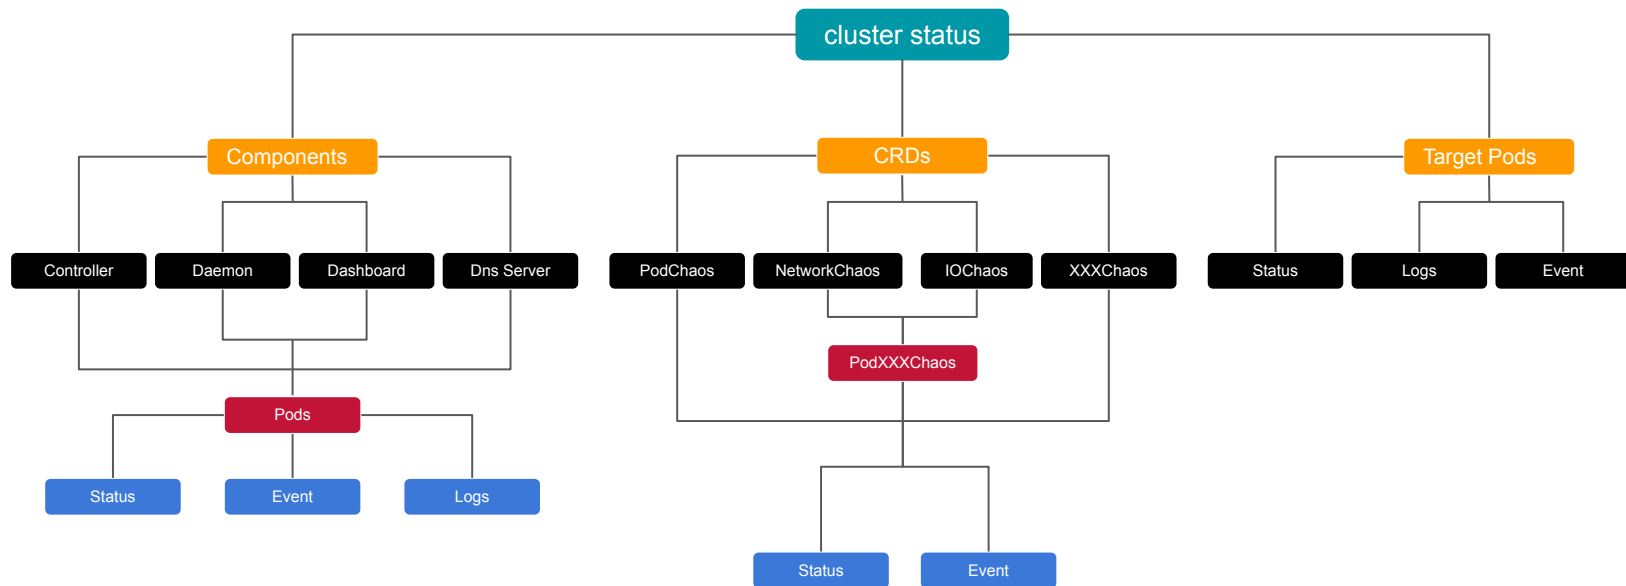 cluster status
Components
CRDs
Target Pods
Controller
Daemon
Dashboard
Dns Server
PodChaos
NetworkChaos
IOChaos
XXXChaos
Status
Logs
Event
PodXXXChaos
Pods
Status
Event
Logs
Status
Event